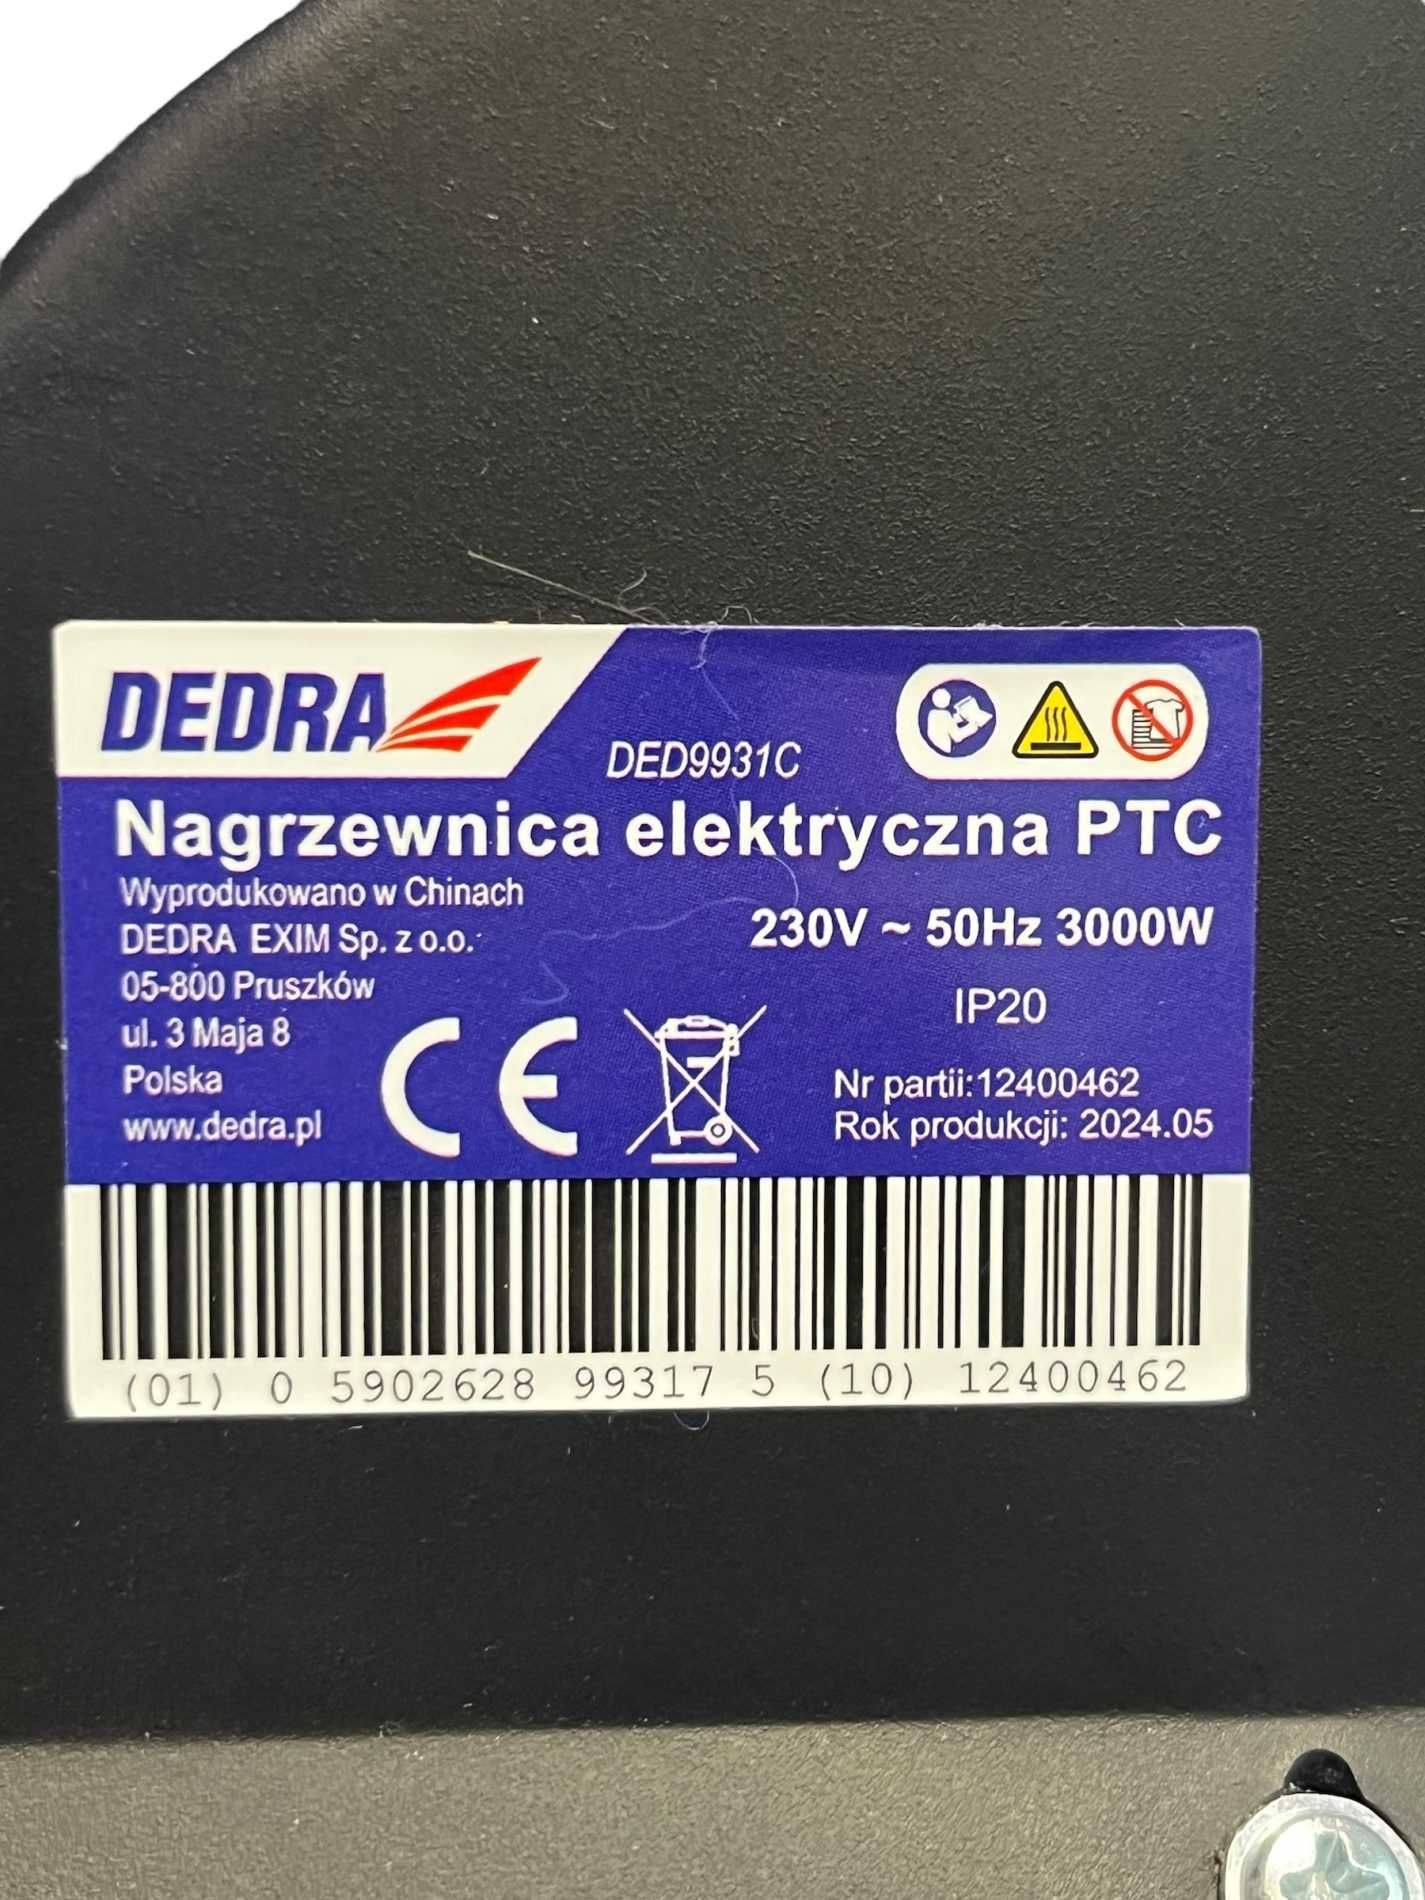 DEDRA
DED9931C
Nagrzewnica elektryczna PTC
Wyprodukowano w Chinach
DEDRA EXIM Sp. z o.o.
230V ~ 50Hz 3000W
05-800 Pruszków
IP20
ul. 3 Maja 8
Polska
Nr partii:12400462
www.dedra.pl
Rok produkcji: 2024.05
CE
(01) 0 5902628 99317 5 (10) 12400462